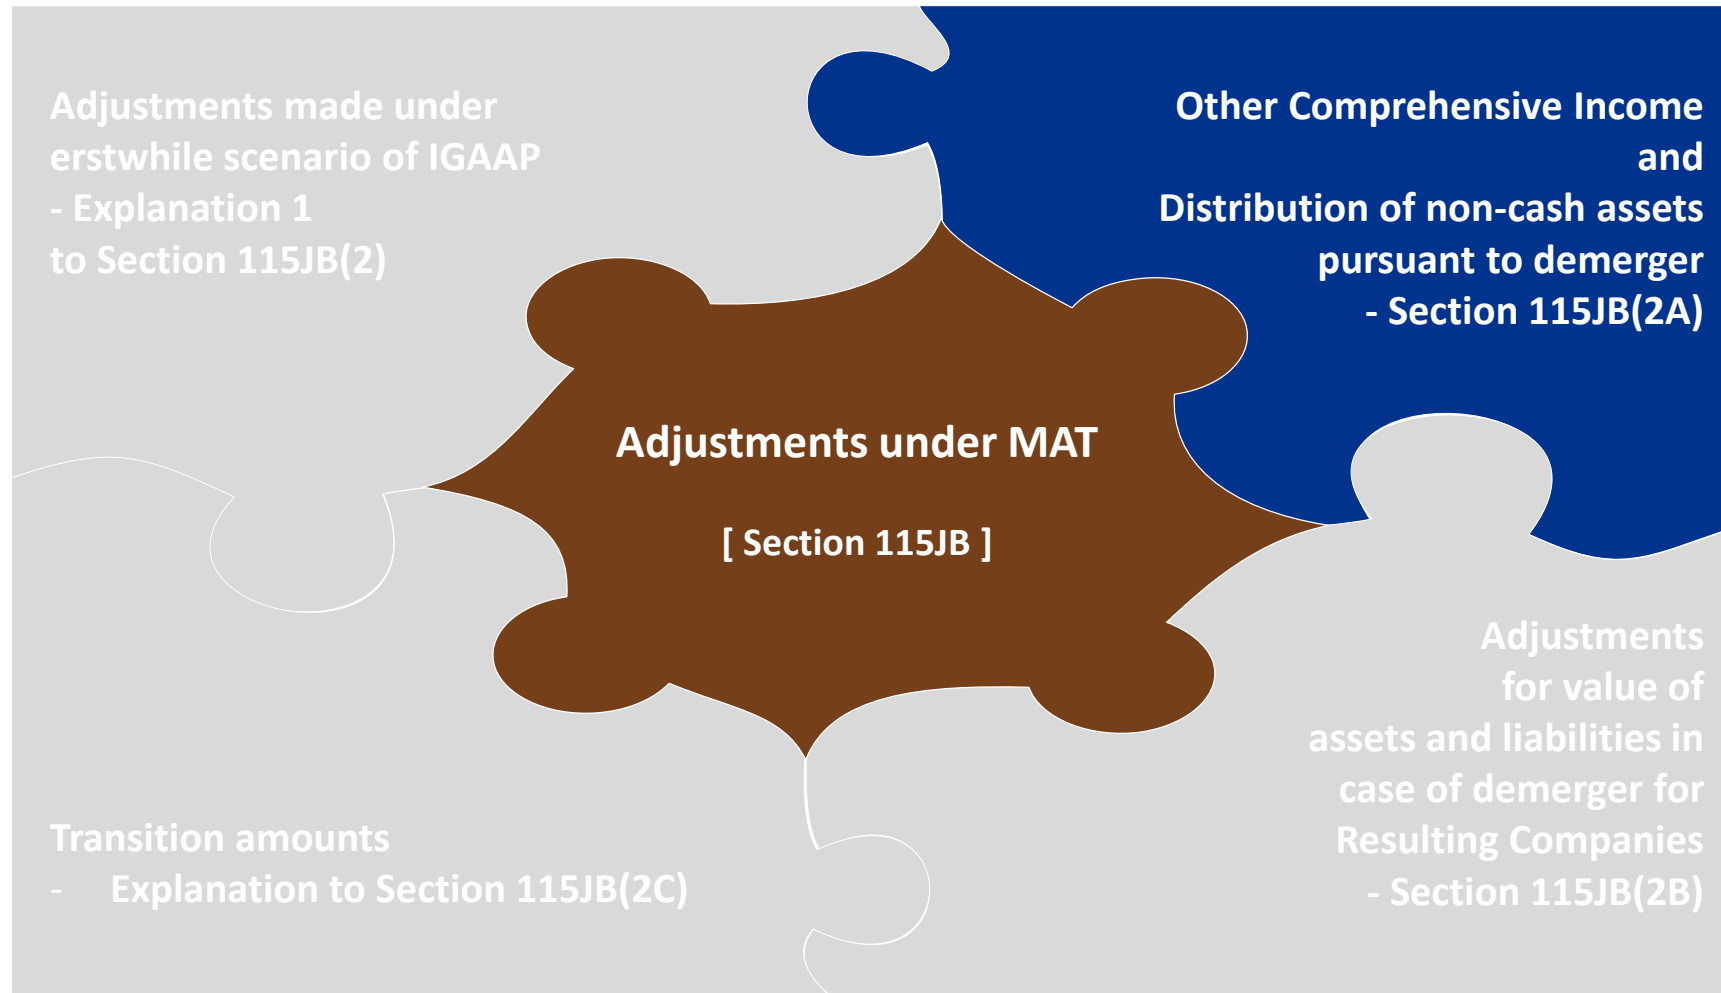 Adjustments made under
erstwhile scenario of IGAAP
- Explanation 1
to Section 115JB(2)
Other Comprehensive Income
and
Distribution of non-cash assets
pursuant to demerger
- Section 115JB(2A)
Adjustments under MAT
[ Section 115JB ]
Transition amounts
- Explanation to Section 115JB(2C)
Adjustments
for value of
assets and liabilities in
case of demerger for
Resulting Companies
- Section 115JB(2B)